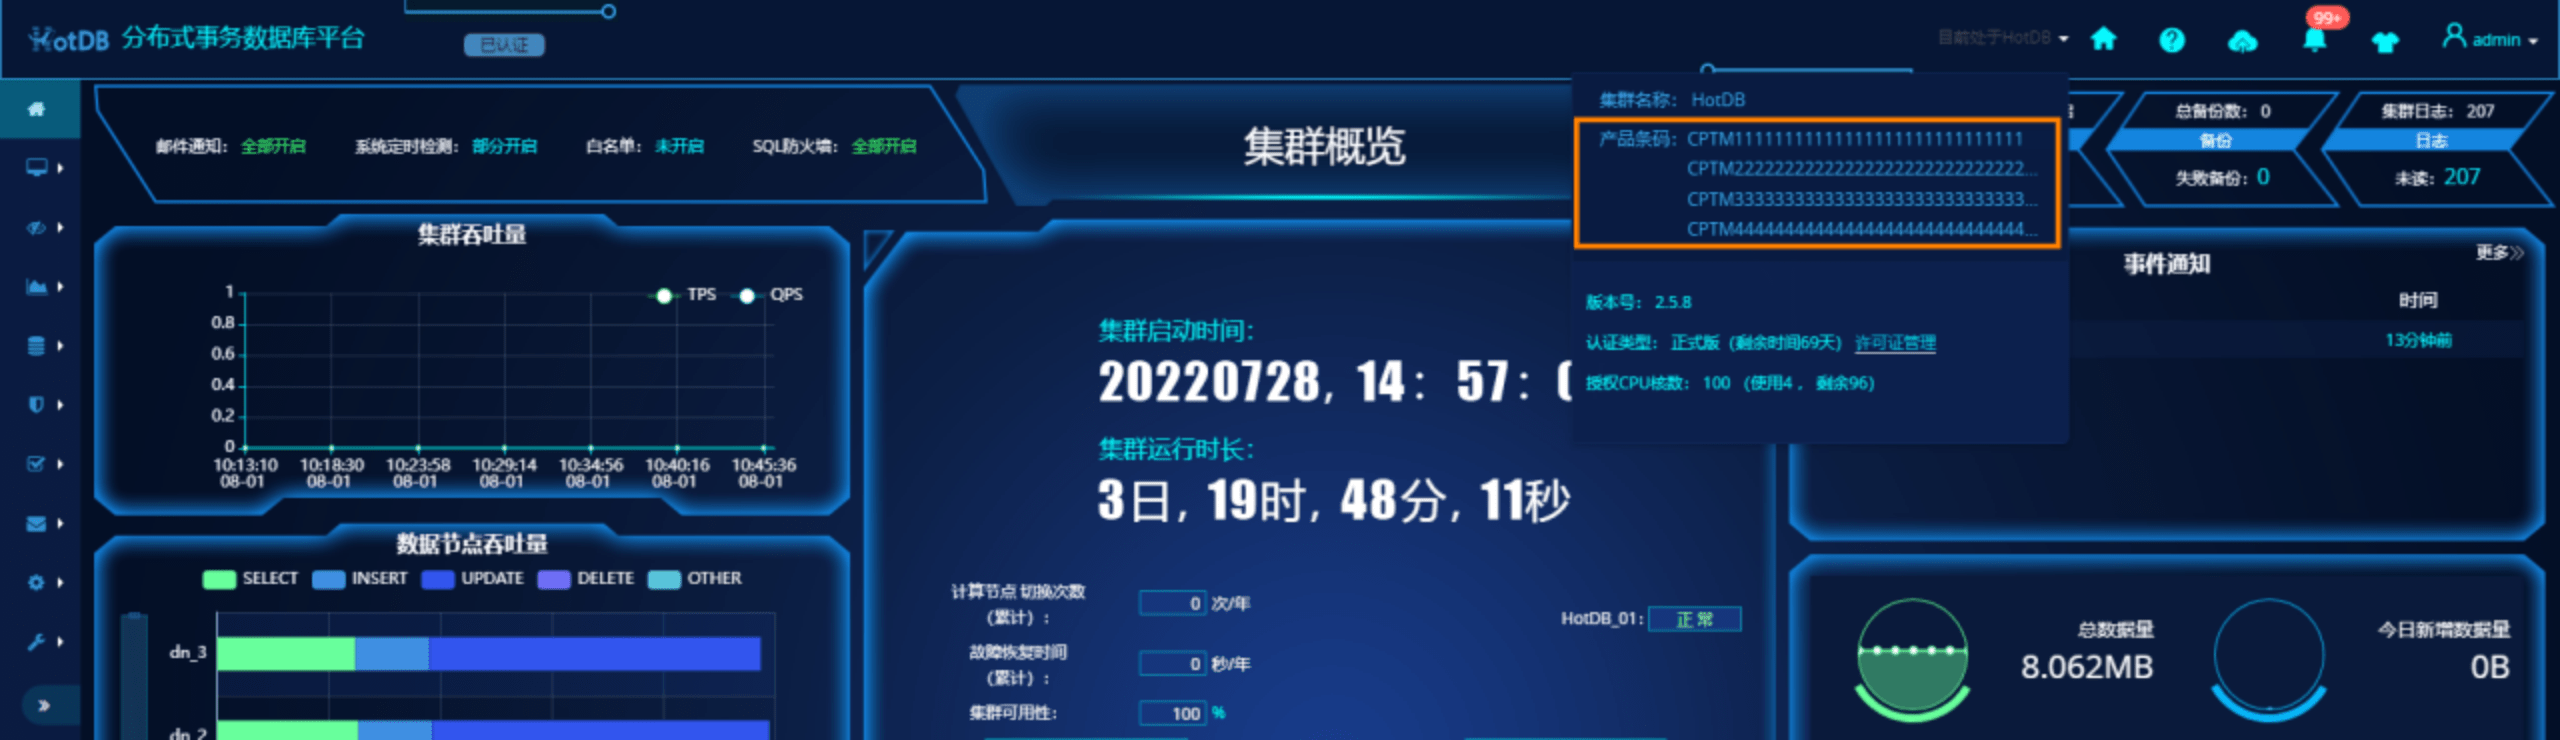 HotDB 分布式事务数据库平台
已认证
目前处于HotDB
99+
admin
邮件通知：全部开启 系统定时检测：部分开启 白名单：未开启 SQL防火墙：全部开启
集群概览
集群名称： HotDB
产品条码： CPTM11111111111111111111111111111
CPTM22222222222222222222222222222...
CPTM33333333333333333333333333333...
CPTM44444444444444444444444444444...
版本号： 2.5.8
认证类型： 正式版 (剩余时间69天) 许可证管理
授权CPU核数： 100 (使用4 ，剩余96)
总备份数： 0
备份
失败备份：0
集群日志： 207
日志
未读：207
集群吞吐量
TPS QPS
1
0.8
0.6
0.4
0.2
0
10:13:10 10:18:30 10:23:58 10:29:14 10:34:56 10:40:16 10:45:36
08-01 08-01 08-01 08-01 08-01 08-01 08-01
集群启动时间：
20220728, 14： 57：
集群运行时长：
3日, 19时, 48分, 11秒
事件通知
更多
时间
13分钟前
数据节点吞吐量
SELECT INSERT UPDATE DELETE OTHER
dn_3
dn_2
计算节点切换次数
(累计)：
0 次/年
故障恢复时间
(累计)：
0 秒/年
集群可用性：
100 %
HotDB_01: 正常
总数据量
8.062MB
今日新增数据量
0B